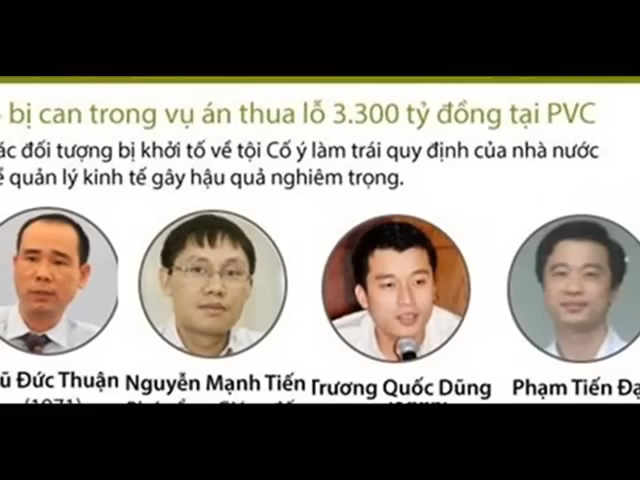 bị can trong vụ án thua lỗ 3.300 tỷ đồng tại PVC
ác đối tượng bị khởi tố về tội Cố ý làm trái quy định của nhà nước
quản lý kinh tế gây hậu quả nghiêm trọng.
ũ Đức Thuận Nguyễn Mạnh Tiến Trương Quốc Dũng Phạm Tiến Đạ